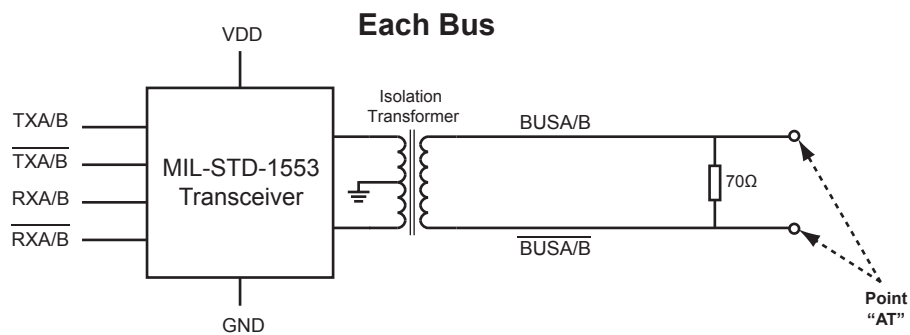 Each Bus
VDD
Isolation
Transformer
TXA/B
TXA/B
RXA/B
RXA/B
MIL-STD-1553
Transceiver
BUSA/B
70Ω
BUSA/B
GND
Point
“AT”